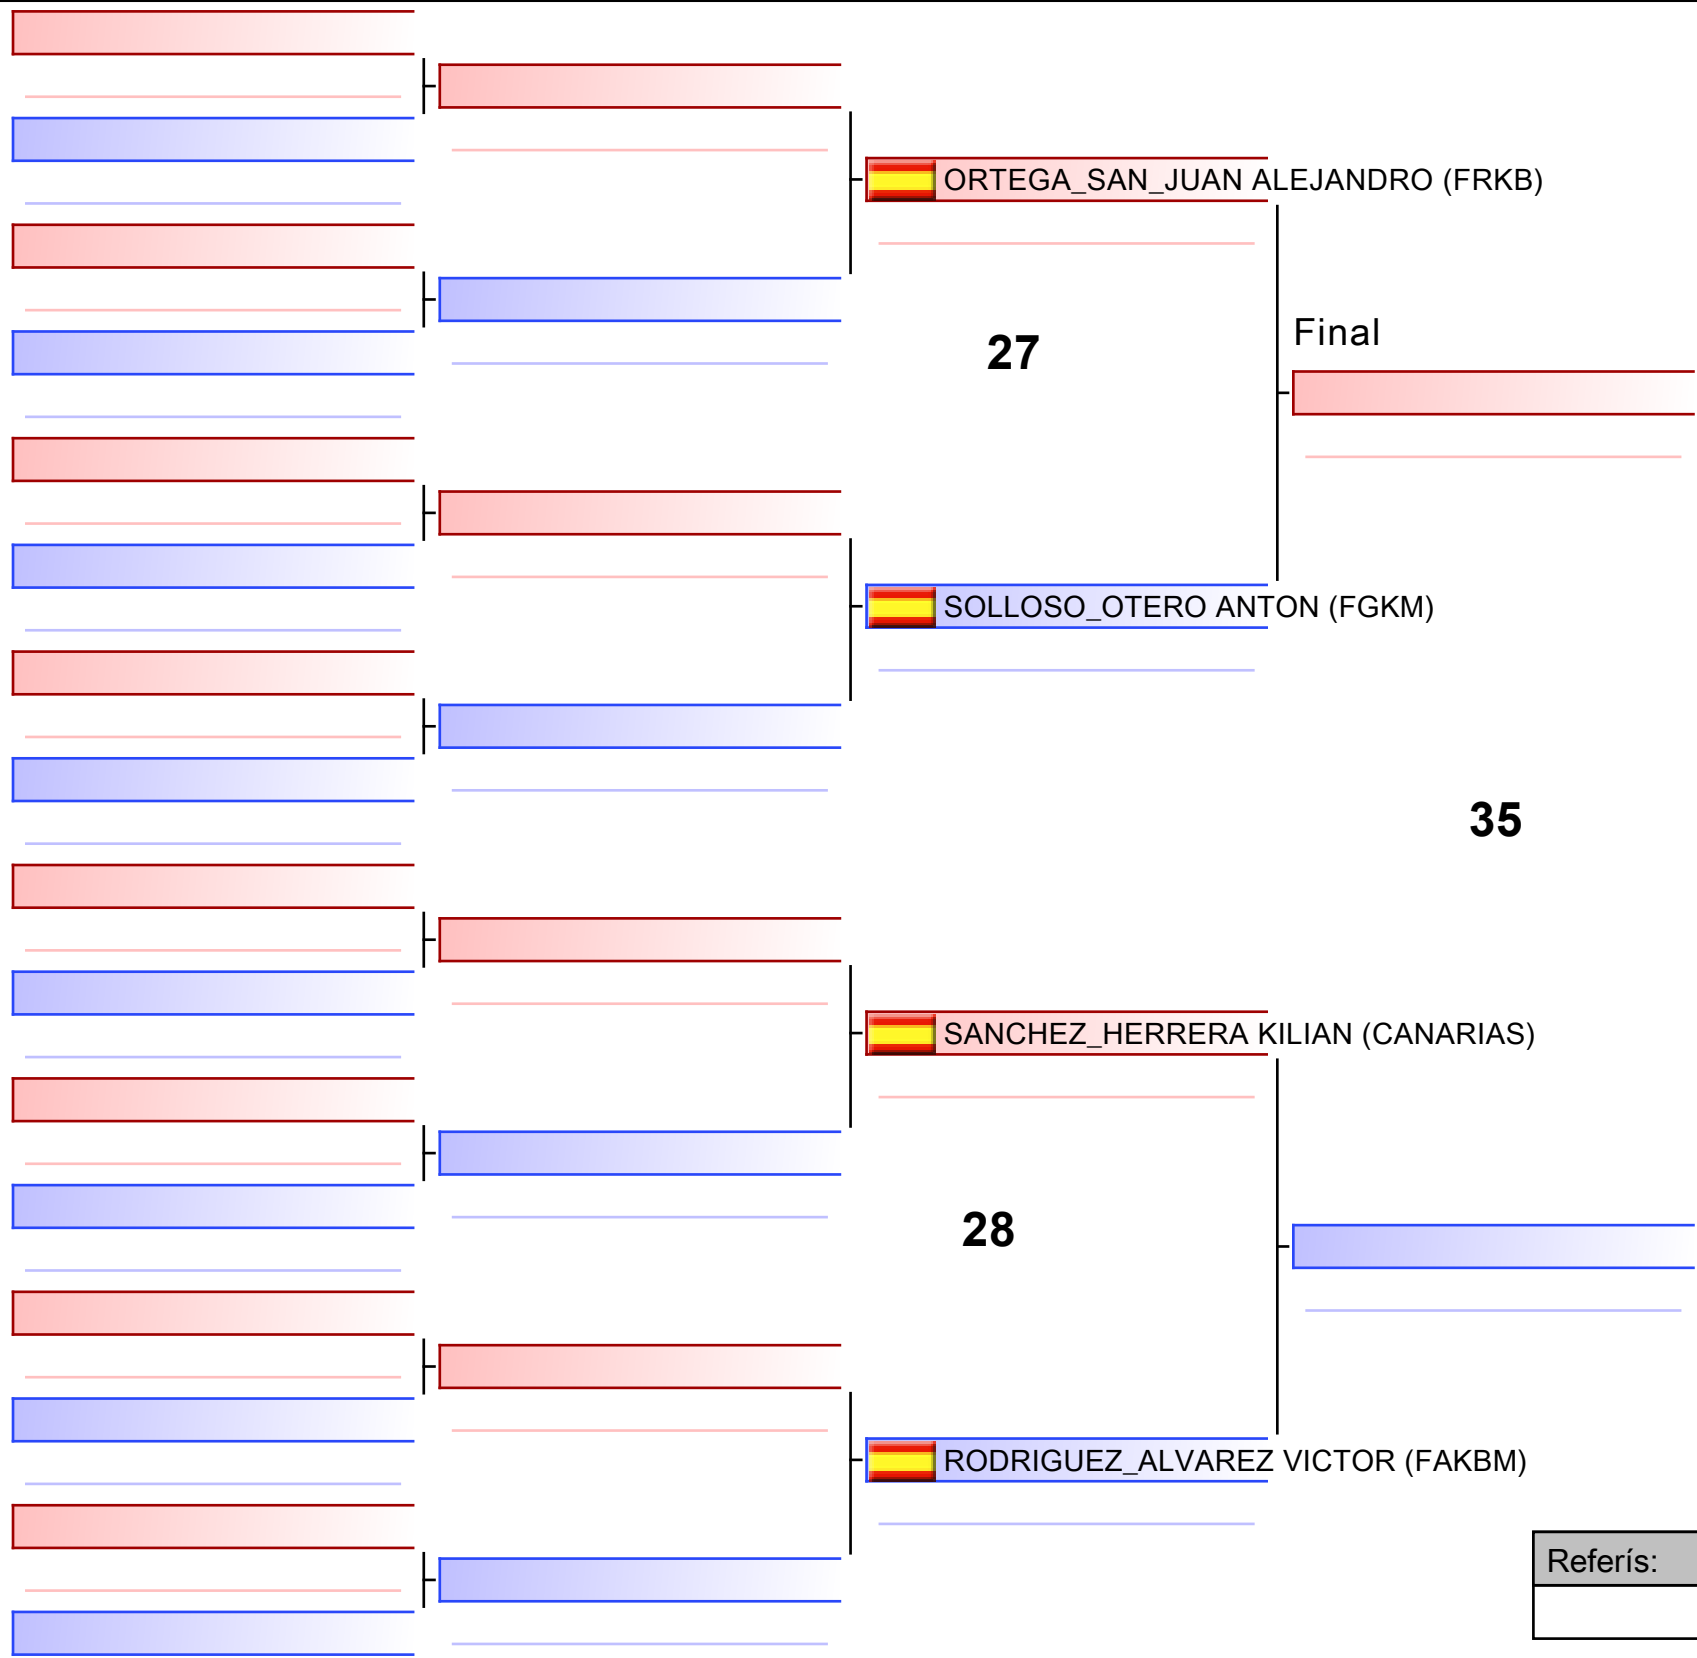 ORTEGA_SAN_JUAN ALEJANDRO (FRKB)
27
Final
SOLLOSO_OTERO ANTON (FGKM)
35
SANCHEZ_HERRERA KILIAN (CANARIAS)
28
RODRIGUEZ_ALVAREZ VICTOR (FAKBM)
Referís: